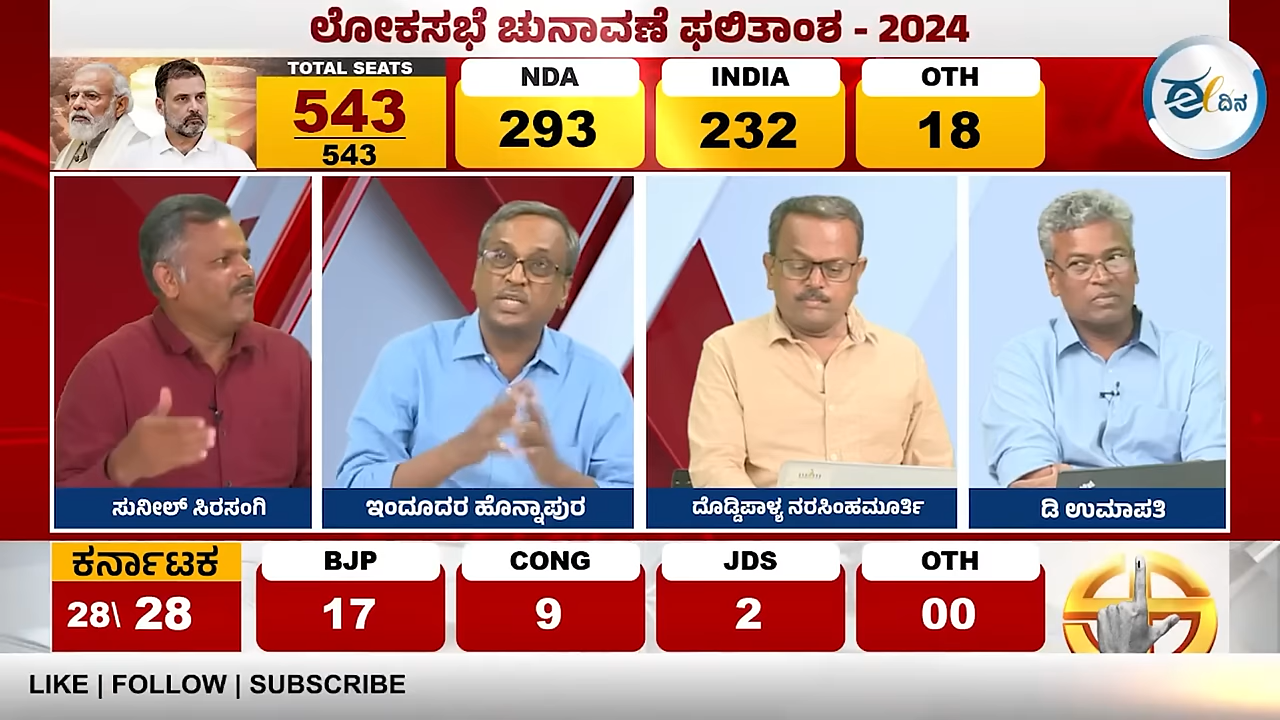 ಲೋಕಸಭೆ ಚುನಾವಣೆ ಫಲಿತಾಂಶ - 2024
TOTAL SEATS
543
543
NDA
293
INDIA
232
OTH
18
ದಿನ
ಸುನೀಲ್ ಸಿರಸಂಗಿ
ಇಂದೂದರ ಹೊನ್ನಾಪುರ
ದೊಡ್ಡಿಪಾಳ್ಯ ನರಸಿಂಹಮೂರ್ತಿ
ಡಿ ಉಮಾಪತಿ
ಕರ್ನಾಟಕ
28\ 28
BJP
17
CONG
9
JDS
2
OTH
00
LIKE | FOLLOW | SUBSCRIBE